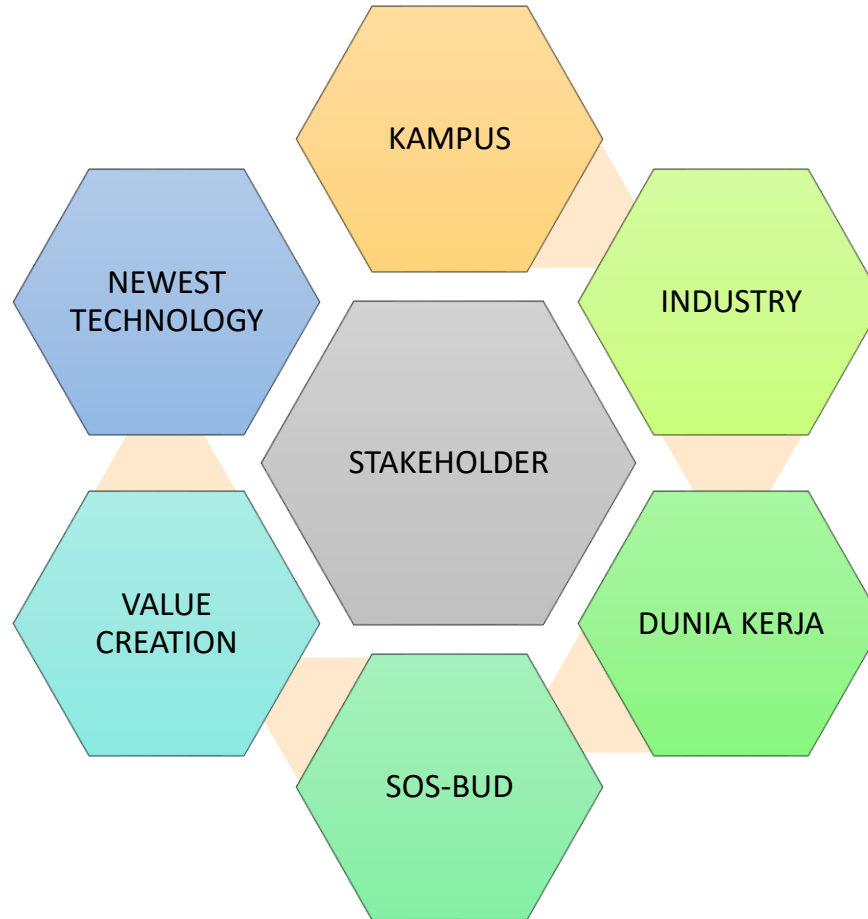 KAMPUS
NEWEST
TECHNOLOGY
INDUSTRY
STAKEHOLDER
VALUE
CREATION
DUNIA KERJA
SOS-BUD